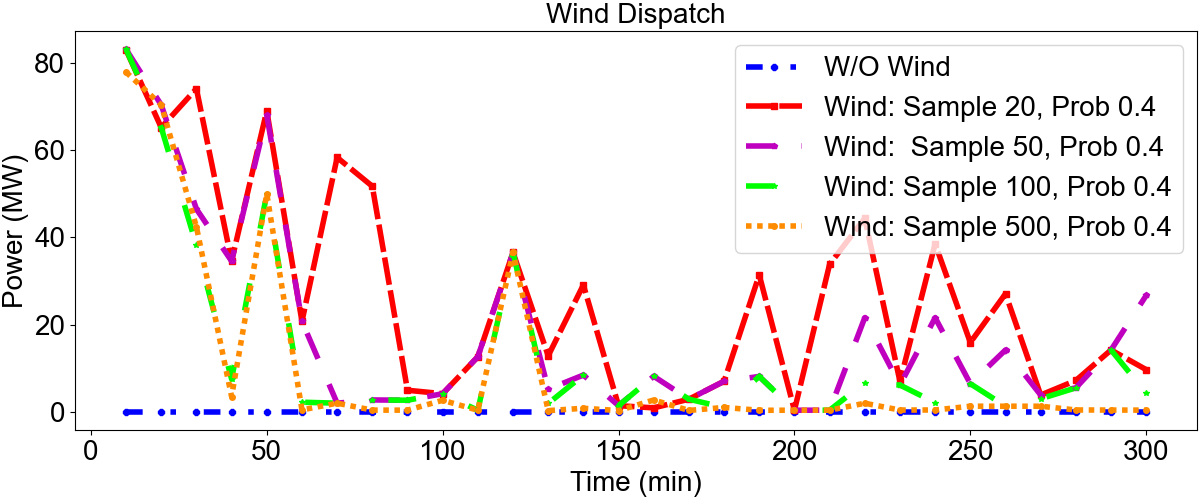 Wind Dispatch
W/O Wind
Wind: Sample 20, Prob 0.4
Wind:  Sample 50, Prob 0.4
Wind: Sample 100, Prob 0.4
Wind: Sample 500, Prob 0.4
Power (MW)
80
60
40
20
0
0 50 100 150 200 250 300
Time (min)